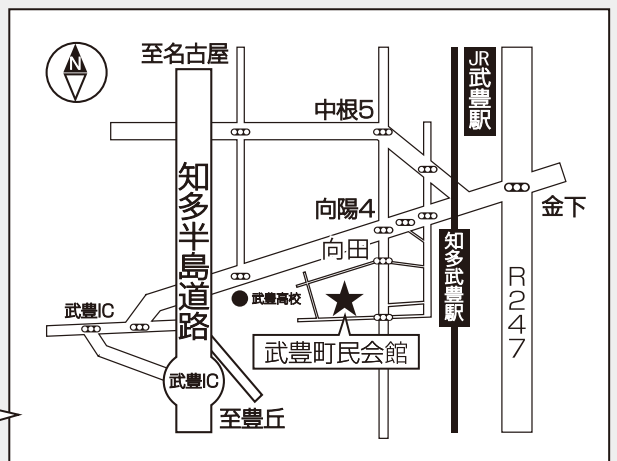 N
至名古屋
JR武豊駅
中根5
知多半島道路
向陽4
金下
向田
知多武豊駅
R247
武豊高校
武豊IC
武豊町民会館
武豊IC
至豊丘